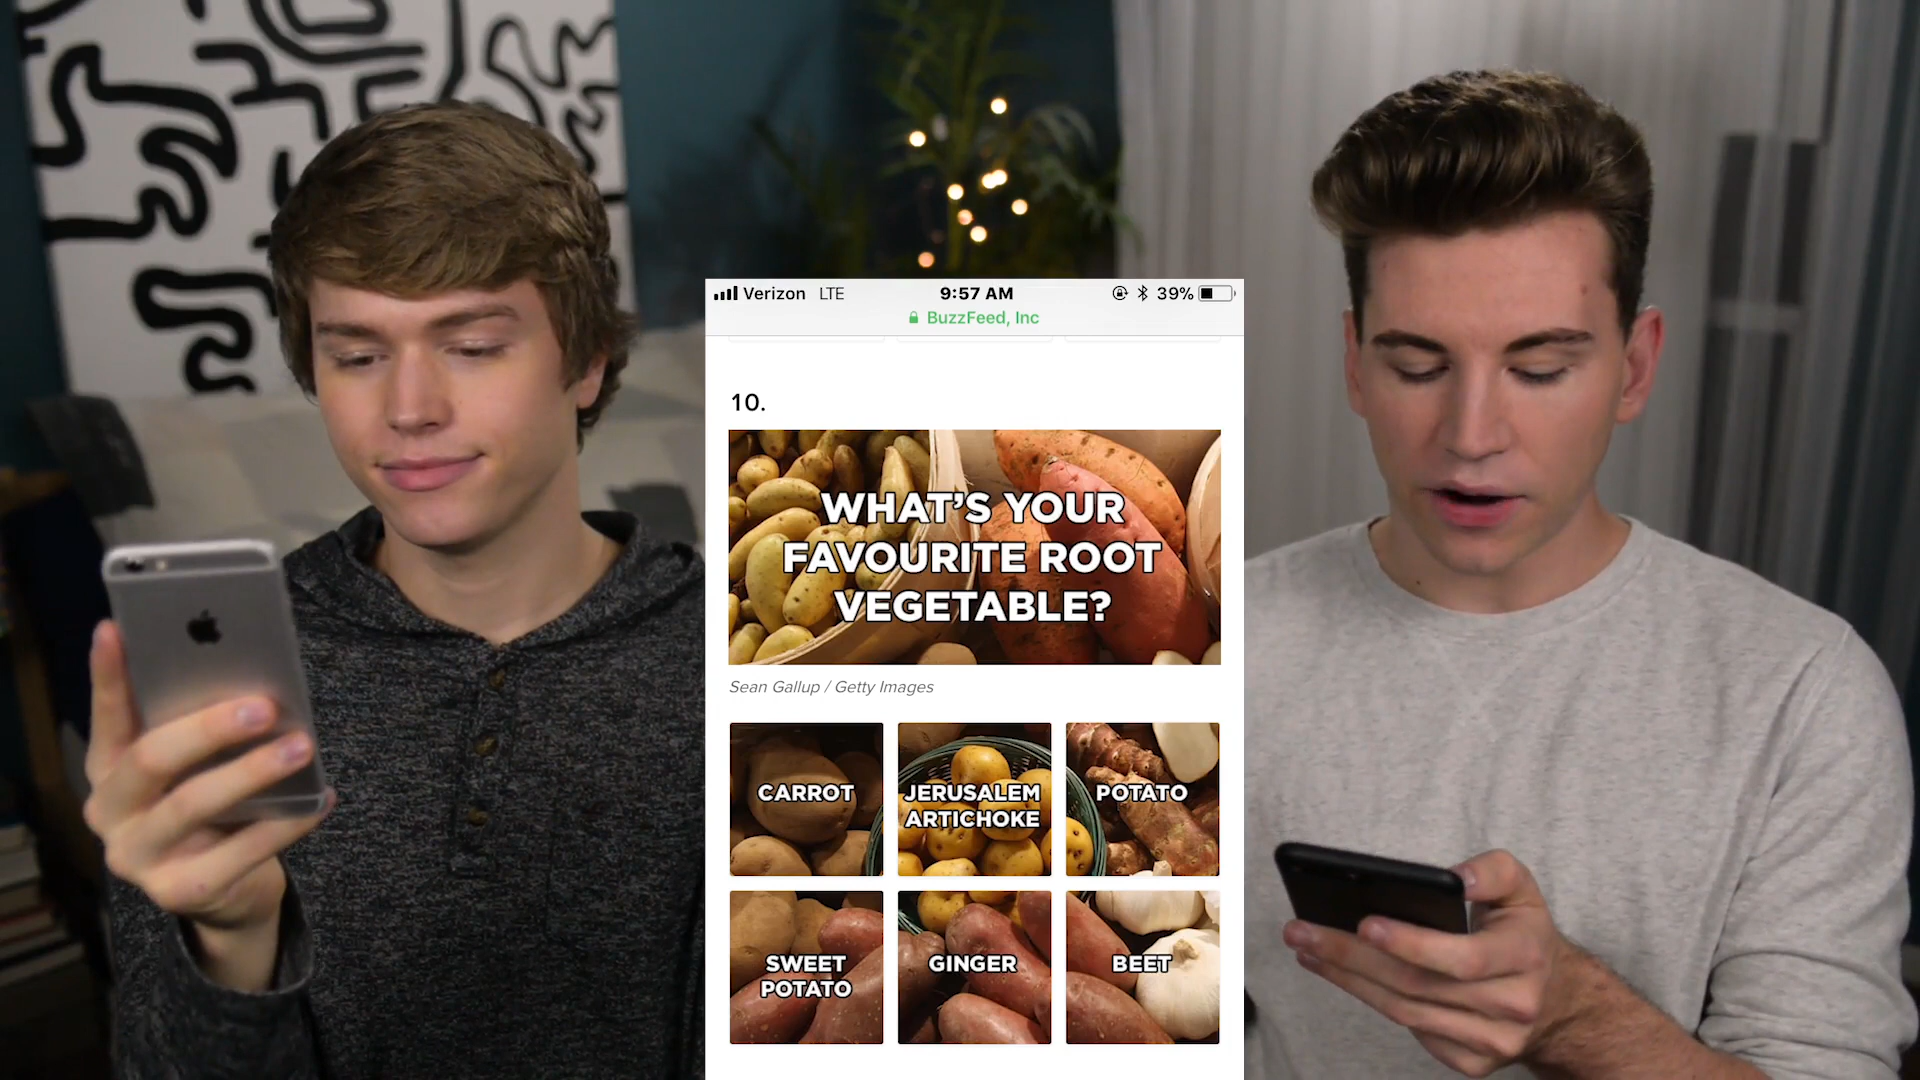 Verizon LTE 9:57 AM 39%
BuzzFeed, Inc
10.
WHAT'S YOUR
FAVOURITE ROOT
VEGETABLE?
Sean Gallup / Getty Images
CARROT
JERUSALEM
ARTICHOKE
POTATO
SWEET
POTATO
GINGER
BEET